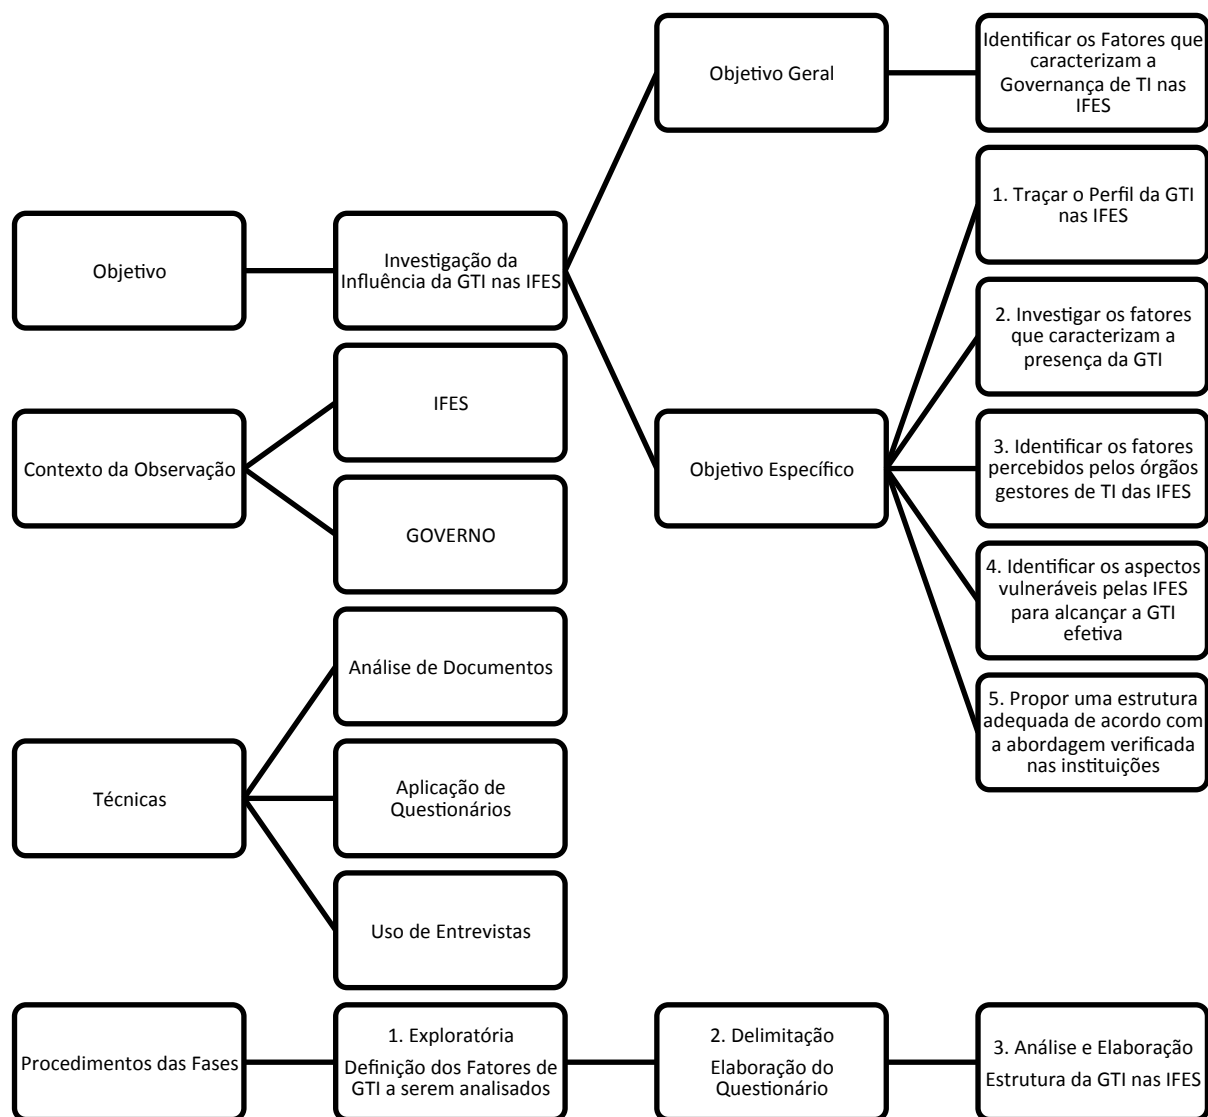 Objetivo
Investigação da
Influência da GTI nas IFES
Objetivo Geral
Identificar os Fatores que
caracterizam a
Governança de TI nas
IFES
Objetivo Específico
1. Traçar o Perfil da GTI
nas IFES
2. Investigar os fatores
que caracterizam a
presença da GTI
3. Identificar os fatores
percebidos pelos órgãos
gestores de TI das IFES
4. Identificar os aspectos
vulneráveis pelas IFES
para alcançar a GTI
efetiva
5. Propor uma estrutura
adequada de acordo com
a abordagem verificada
nas instituições
Contexto da Observação
IFES
GOVERNO
Técnicas
Análise de Documentos
Aplicação de
Questionários
Uso de Entrevistas
Procedimentos das Fases
1. Exploratória
Definição dos Fatores de
GTI a serem analisados
2. Delimitação
Elaboração do
Questionário
3. Análise e Elaboração
Estrutura da GTI nas IFES